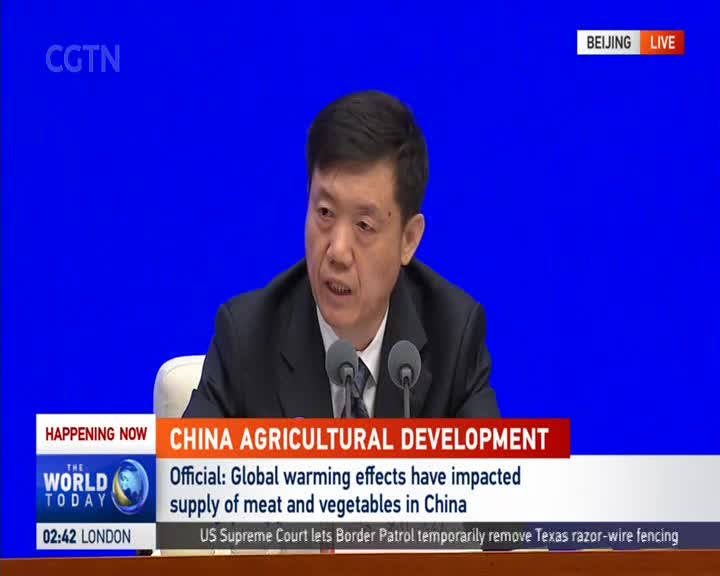 CGTN
BEIJING LIVE
HAPPENING NOW
CHINA AGRICULTURAL DEVELOPMENT
THE
WORLD
TODAY
Official: Global warming effects have impacted
supply of meat and vegetables in China
02:42 LONDON
US Supreme Court lets Border Patrol temporarily remove Texas razor-wire fencing